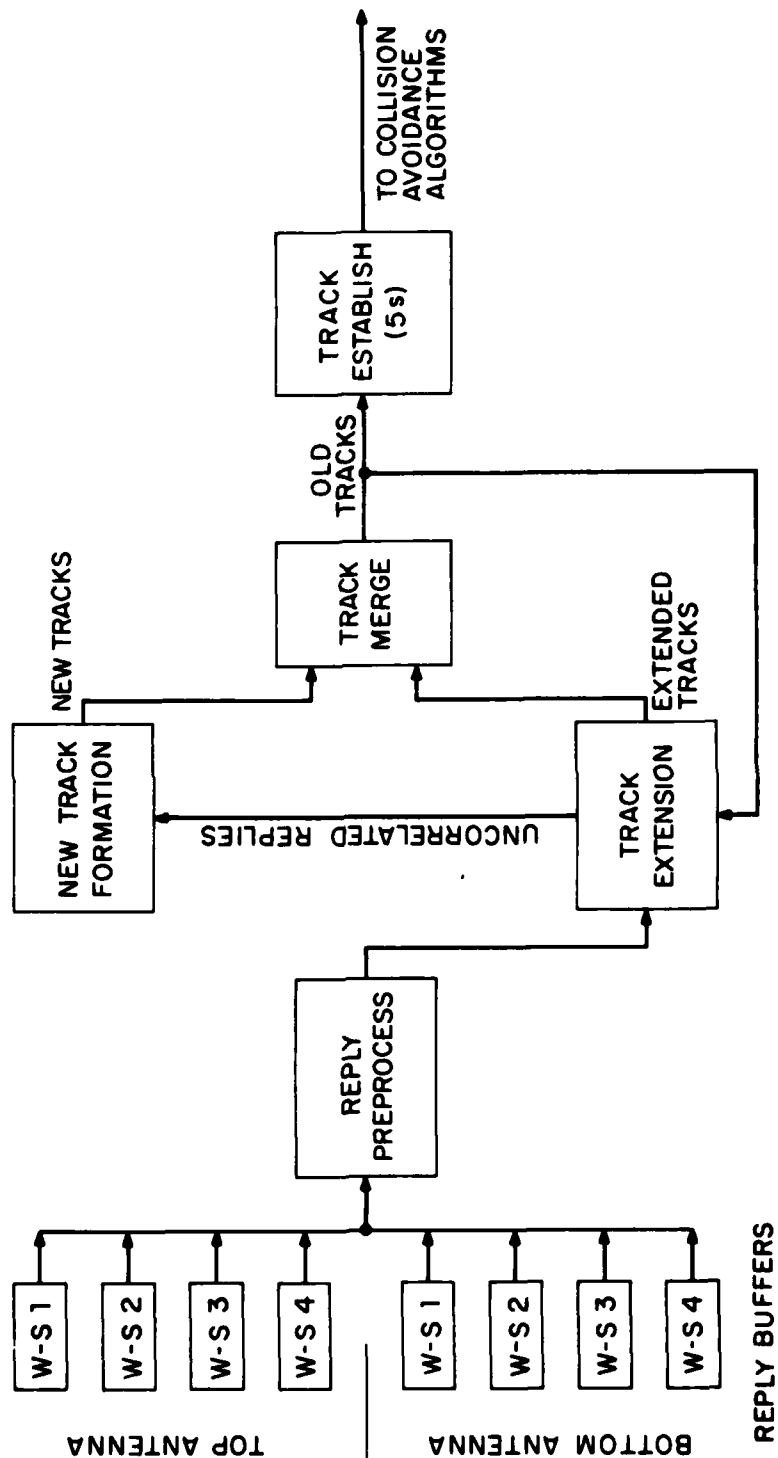 TOP ANTENNA
W-S 1
W-S 2
W-S 3
W-S 4
BOTTOM ANTENNA
W-S 1
W-S 2
W-S 3
W-S 4
REPLY BUFFERS
REPLY
PREPROCESS
NEW TRACK
FORMATION
NEW TRACKS
UNCORRELATED REPLIES
TRACK
EXTENSION
EXTENDED
TRACKS
TRACK
MERGE
OLD
TRACKS
TRACK
ESTABLISH
(5 s)
TO COLLISION
AVOIDANCE
ALGORITHMS